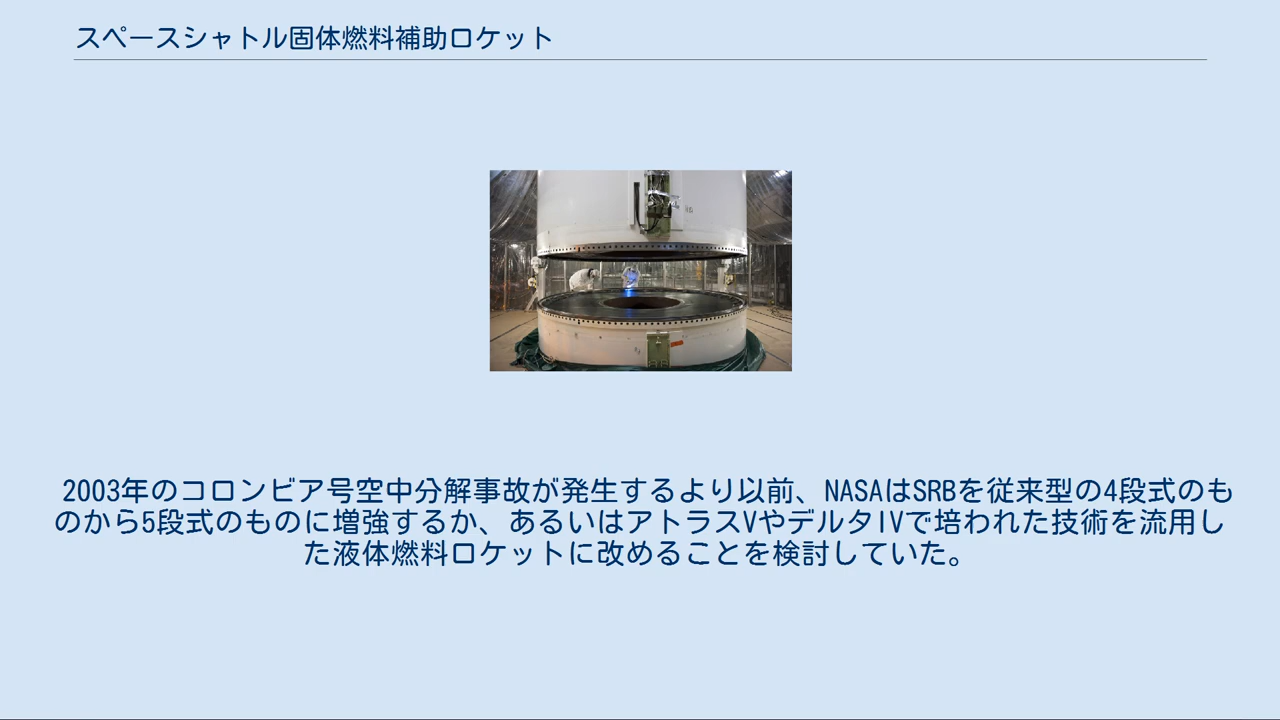 スペースシャトル固体燃料補助ロケット
2003年のコロンビア号空中分解事故が発生するより以前、NASAはSRBを従来型の4段式のも
のから5段式のものに増強するか、あるいはアトラスVやデルタIVで培われた技術を流用し
た液体燃料ロケットに改めることを検討していた。